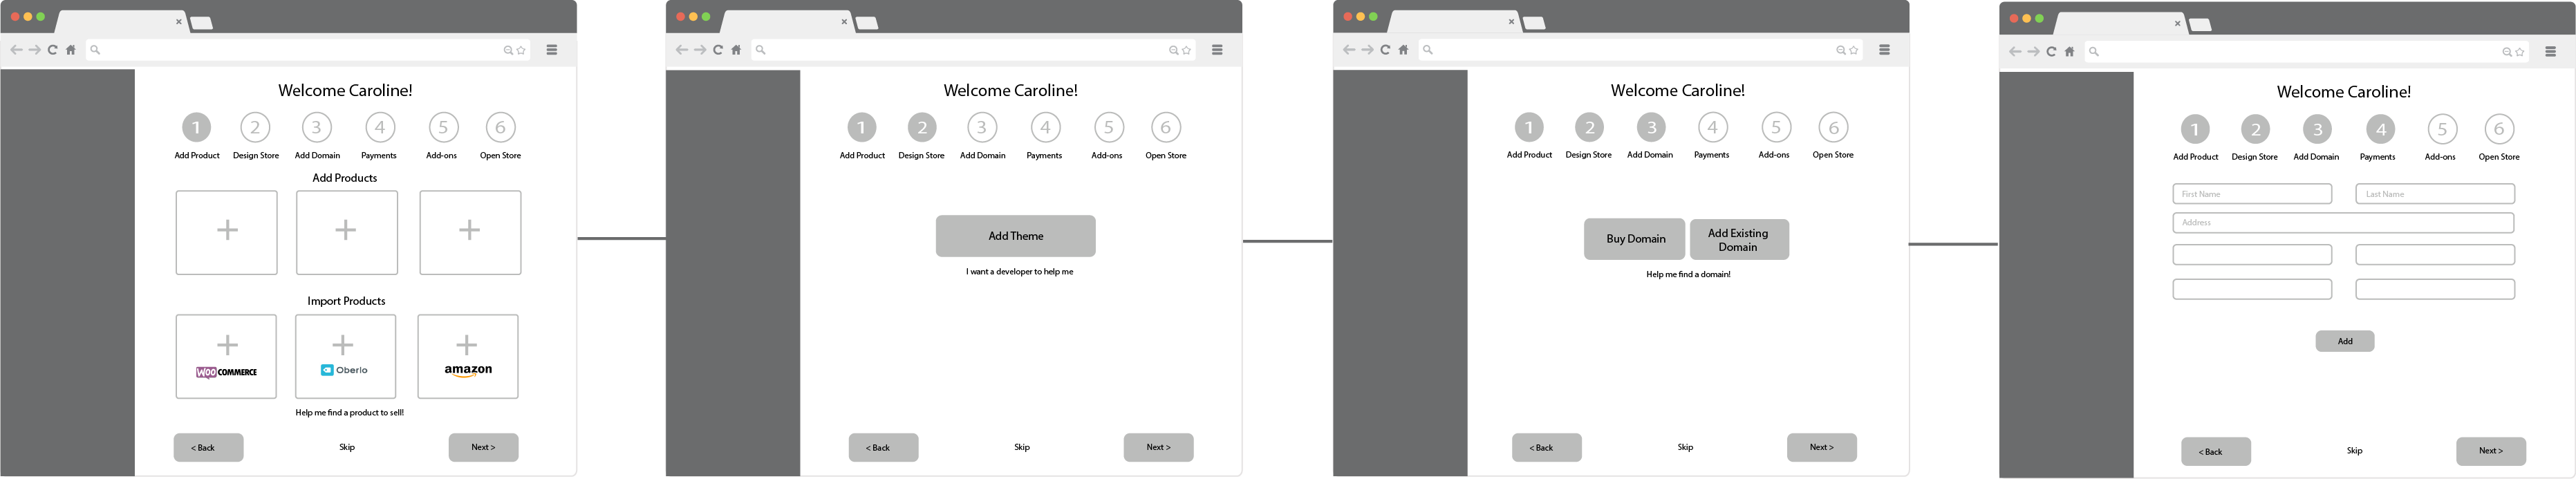 Welcome Caroline!
1 2 3 4 5 6
Add Product Design Store Add Domain Payments Add-ons Open Store
Add Products
Import Products
WOO COMMERCE Oberlo amazon
Help me find a product to sell!
< Back Skip Next >
Welcome Caroline!
1 2 3 4 5 6
Add Product Design Store Add Domain Payments Add-ons Open Store
Add Theme
I want a developer to help me
< Back Skip Next >
Welcome Caroline!
1 2 3 4 5 6
Add Product Design Store Add Domain Payments Add-ons Open Store
Buy Domain
Add Existing
Domain
Help me find a domain!
< Back Skip Next >
Welcome Caroline!
1 2 3 4 5 6
Add Product Design Store Add Domain Payments Add-ons Open Store
First Name Last Name
Address
Add
< Back Skip Next >